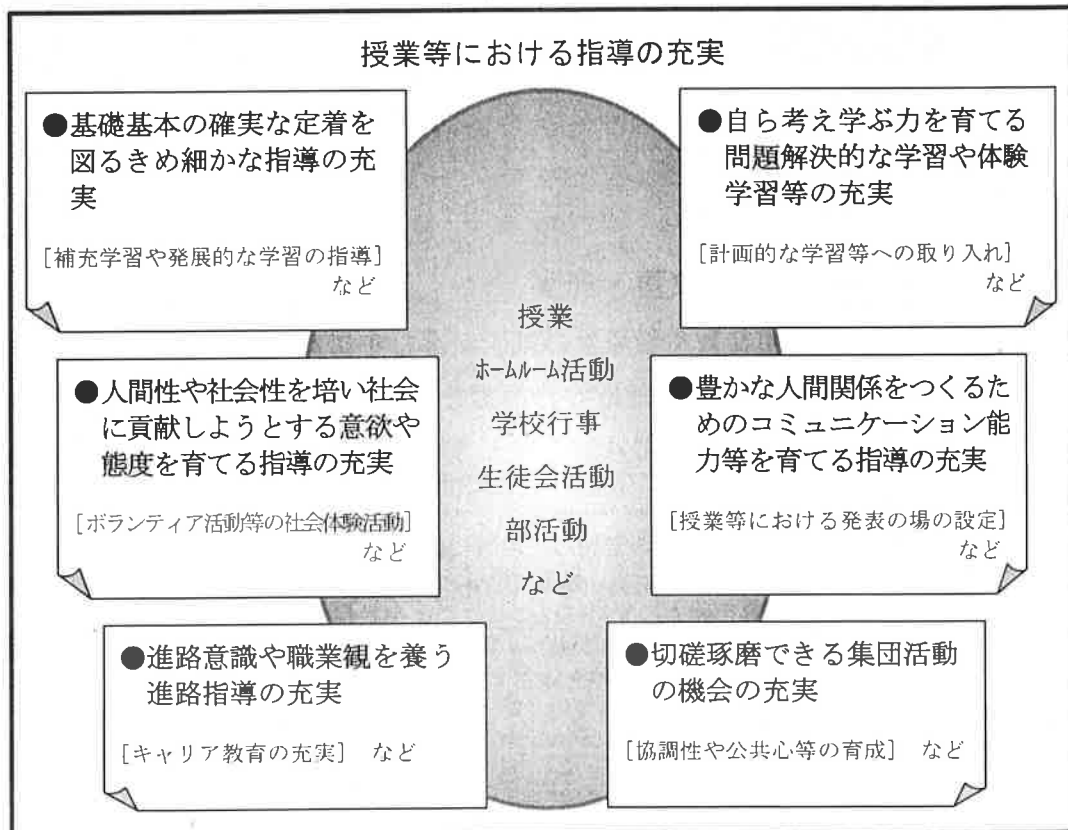 授業等における指導の充実
●基礎基本の確実な定着を
図るきめ細かな指導の充
実
[補充学習や発展的な学習の指導]
など
●自ら考え学ぶ力を育てる
問題解決的な学習や体験
学習等の充実
[計画的な学習等への取り入れ]
など
授業
ホームルーム活動
学校行事
生徒会活動
部活動
など
●人間性や社会性を培い社会
に貢献しようとする意欲や
態度を育てる指導の充実
[ボランティア活動等の社会体験活動]
など
●豊かな人間関係をつくるた
めのコミュニケーション能
力等を育てる指導の充実
[授業等における発表の場の設定]
など
●進路意識や職業観を養う
進路指導の充実
[キャリア教育の充実]　など
●切磋琢磨できる集団活動
の機会の充実
[協調性や公共心等の育成]　など